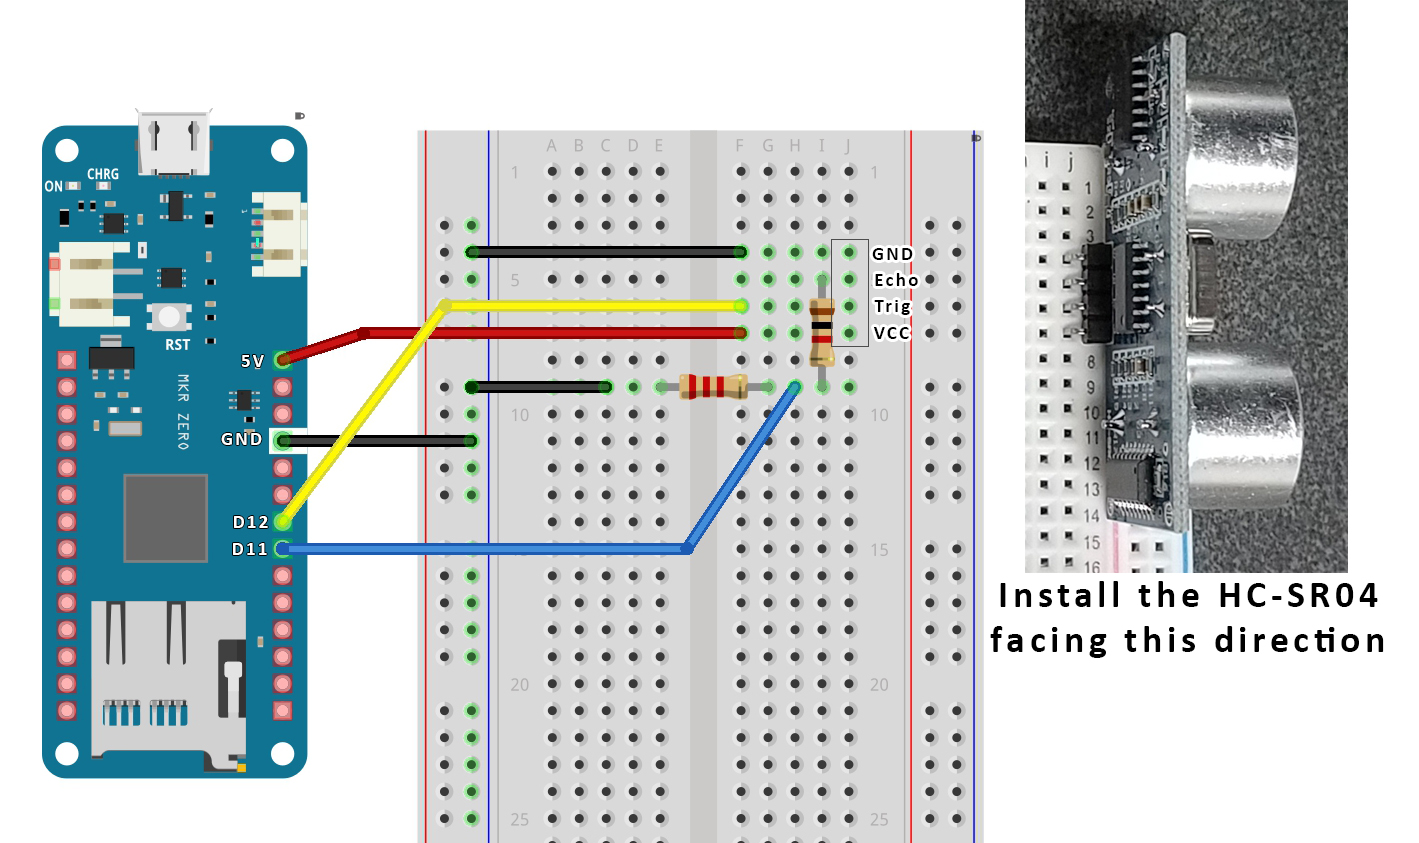 ON
CHRG
RST
5V
GND
D12
D11
MKR ZERO
A B C D E F G H I J
1 1
5
10 10
15
20 20
25 25
GND
Echo
Trig
VCC
i j
1
2
3
8
9
10
11
12
13
14
15
16
Install the HC-SR04
facing this direction